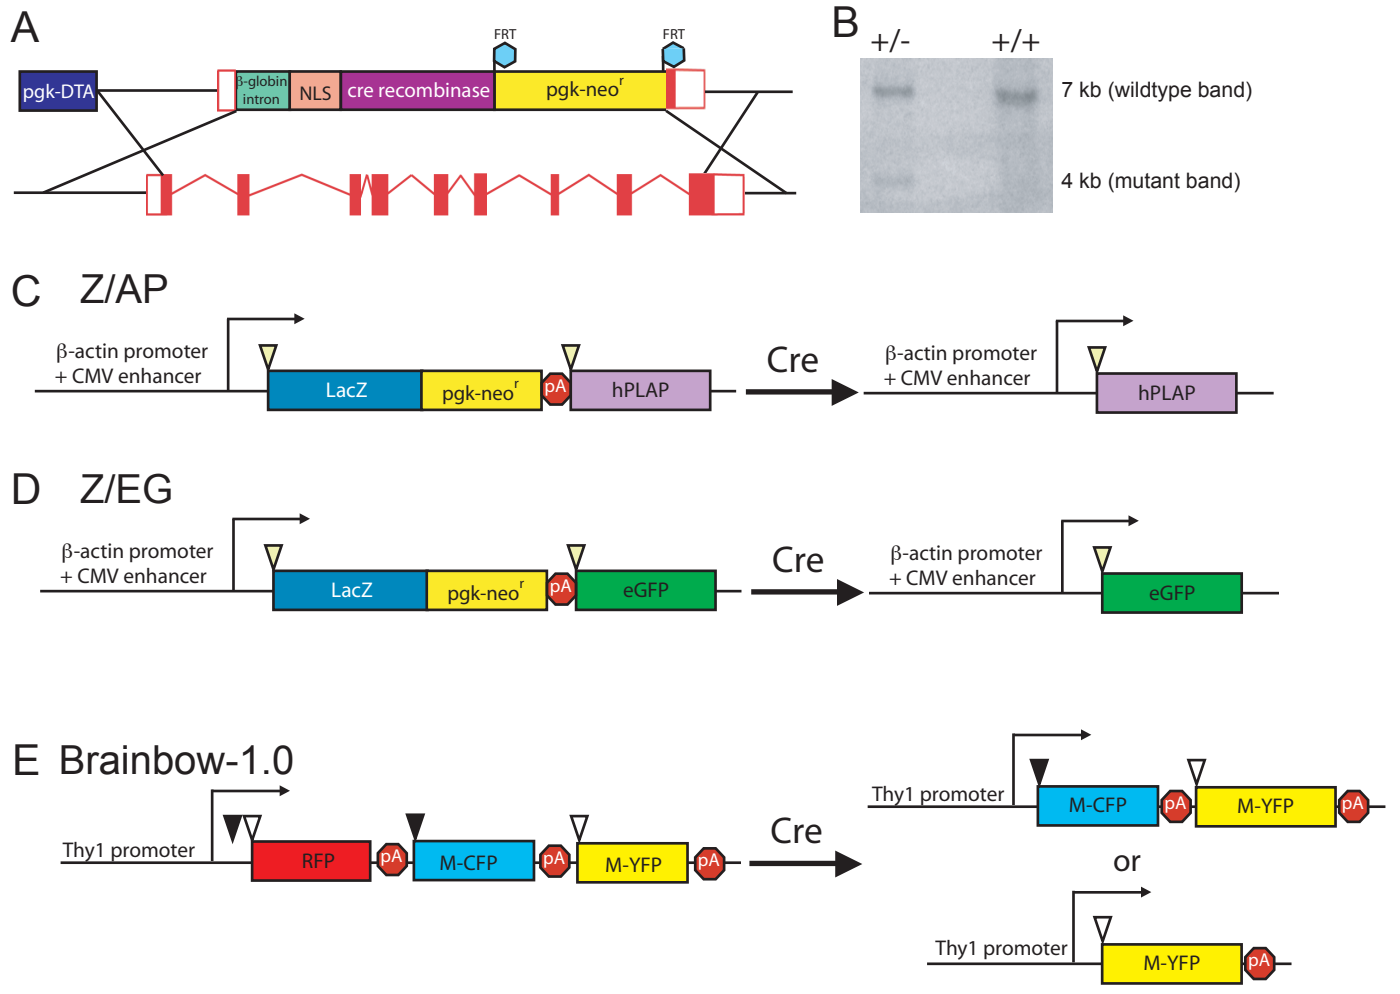 A
FRT
FRT
pgk-DTA
β-globin
intron
NLS
cre recombinase
pgk-neoʳ
B
+/-
+/+
7 kb (wildtype band)
4 kb (mutant band)
C Z/AP
β-actin promoter
+ CMV enhancer
LacZ
pgk-neoʳ
pA
hPLAP
Cre
β-actin promoter
+ CMV enhancer
hPLAP
D Z/EG
β-actin promoter
+ CMV enhancer
LacZ
pgk-neoʳ
pA
eGFP
Cre
β-actin promoter
+ CMV enhancer
eGFP
E Brainbow-1.0
Thy1 promoter
RFP
pA
M-CFP
pA
M-YFP
pA
Cre
Thy1 promoter
M-CFP
pA
M-YFP
pA
or
Thy1 promoter
M-YFP
pA